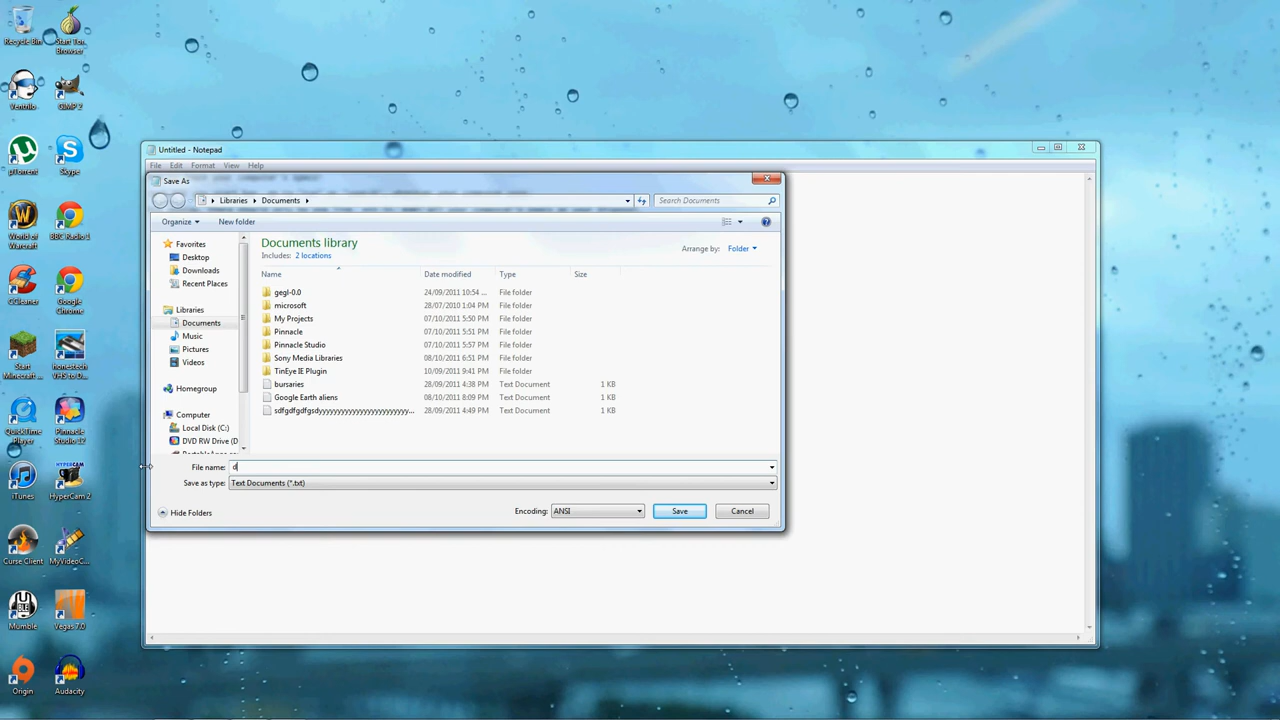 Recycle Bin
Start Tor Browser
Ventrilo
GIMP 2
µTorrent
Skype
World of Warcraft
BBC Radio 1
CCleaner
Google Chrome
Start Minecraft ...
honestech VHS to D...
QuickTime Player
Pinnacle Studio 12
iTunes
HyperCam 2
Curse Client
MyVideoC...
Mumble
Vegas 7.0
Origin
Audacity
Untitled - Notepad
File Edit Format View Help
Save As
Libraries Documents
Search Documents
Organize New folder
Favorites
Desktop
Downloads
Recent Places
Libraries
Documents
Music
Pictures
Videos
Homegroup
Computer
Local Disk (C:)
DVD RW Drive (D
Documents library
Includes: 2 locations
Arrange by: Folder
Name Date modified Type Size
gegl-0.0 24/09/2011 10:54 ... File folder
microsoft 28/07/2010 1:04 PM File folder
My Projects 07/10/2011 5:50 PM File folder
Pinnacle 07/10/2011 5:51 PM File folder
Pinnacle Studio 07/10/2011 5:57 PM File folder
Sony Media Libraries 08/10/2011 6:51 PM File folder
TinEye IE Plugin 10/09/2011 9:41 PM File folder
bursaries 28/09/2011 4:38 PM Text Document 1 KB
Google Earth aliens 08/10/2011 8:09 PM Text Document 1 KB
28/09/2011 4:49 PM Text Document 1 KB
File name: d
Save as type: Text Documents (*.txt)
Hide Folders
Encoding: ANSI Save Cancel